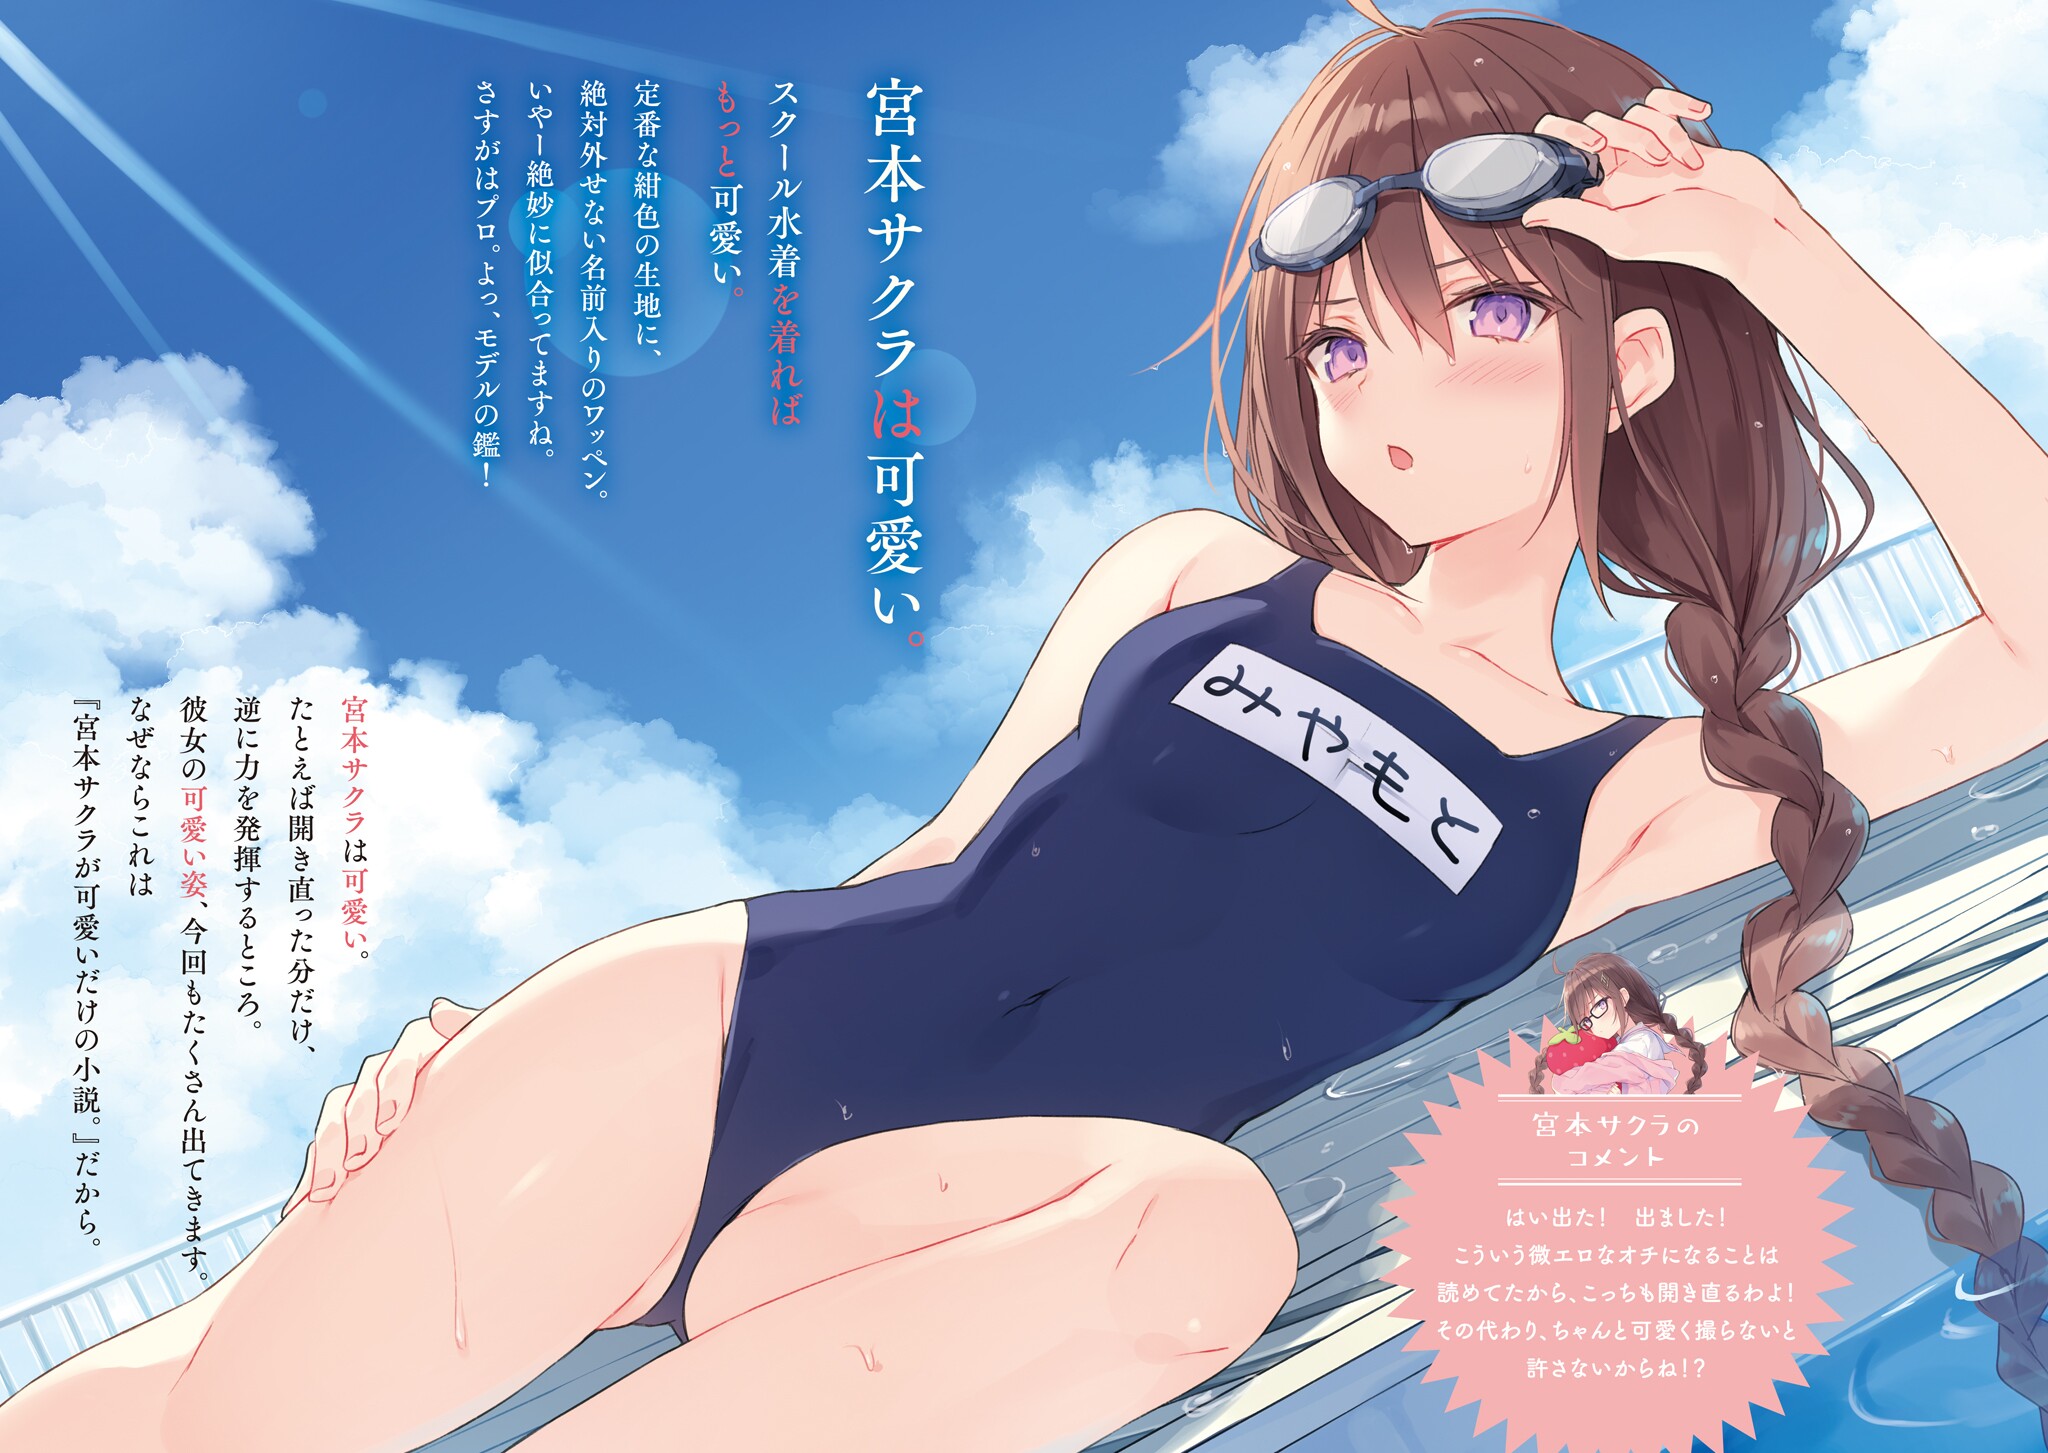 宮本サクラは可愛い。
スクール水着を着れば
もっと可愛い。
定番な紺色の生地に、
絶対外せない名前入りのワッペン。
いやー絶妙に似合ってますね。
さすがはプロ。よっ、モデルの鑑！
宮本サクラは可愛い。
たとえば開き直った分だけ、
逆に力を発揮するところ。
彼女の可愛い姿、今回もたくさん出てきます。
なぜならこれは
『宮本サクラが可愛いだけの小説。』だから。
みやもと
宮本サクラの
コメント
はい出た！　出ました！
こういう微エロなオチになることは
読めてたから、こっちも開き直るわよ！
その代わり、ちゃんと可愛く撮らないと
許さないからね！？